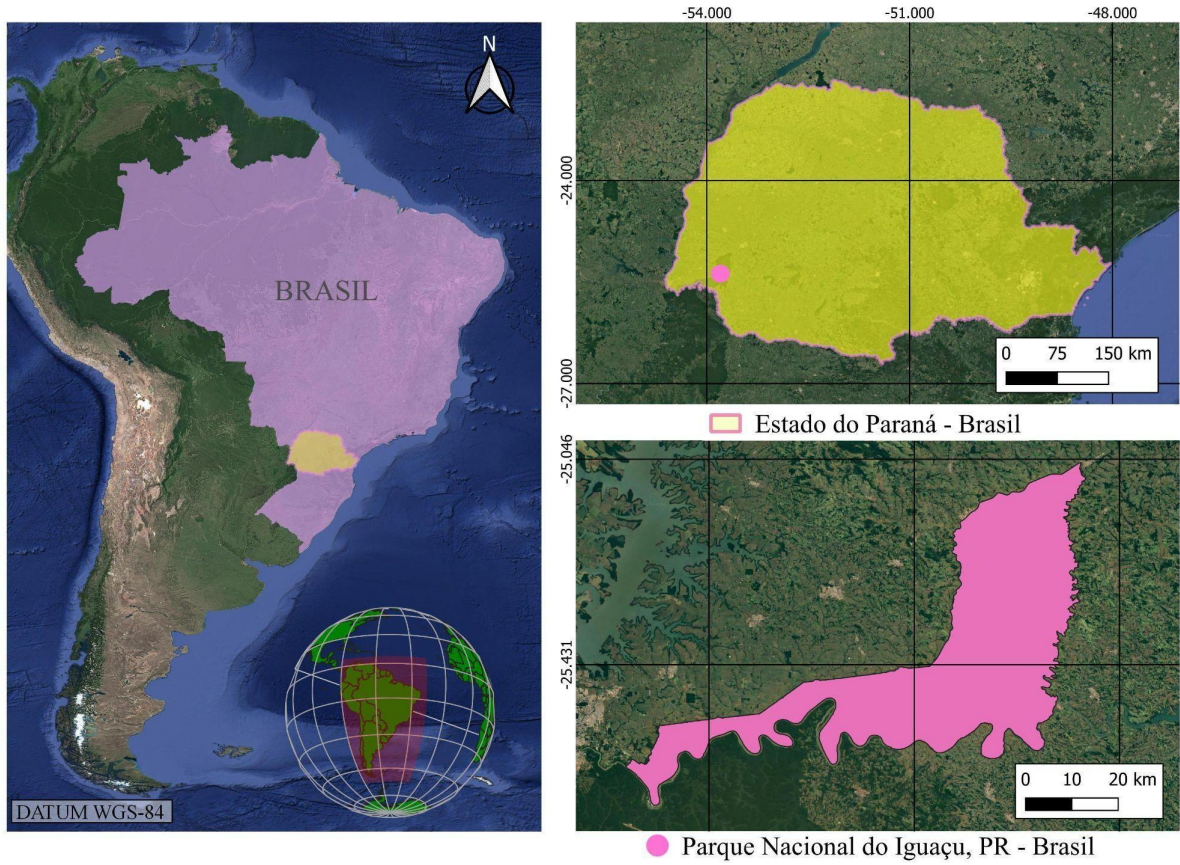 N
BRASIL
DATUM WGS-84
-54.000 -51.000 -48.000
-24.000
-27.000
0 75 150 km
Estado do Paraná - Brasil
-25.046
-25.431
0 10 20 km
Parque Nacional do Iguaçu, PR - Brasil